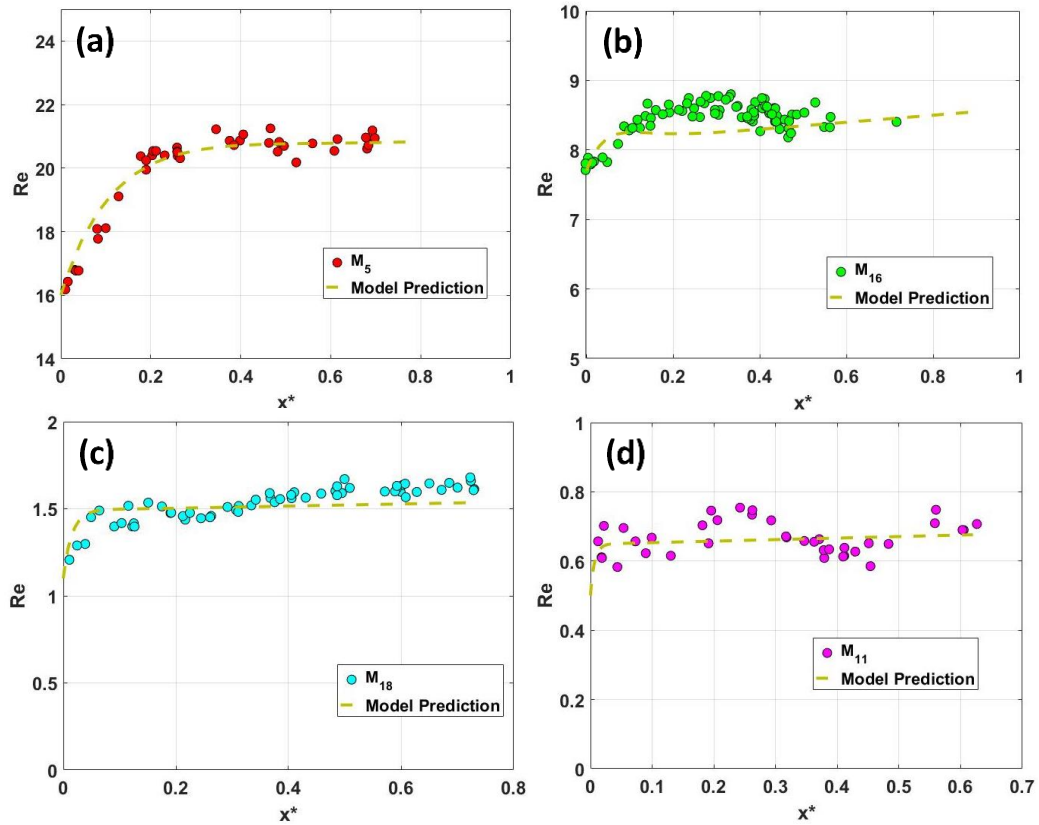 (a)
24
22
20
18
16
14
Re
0 0.2 0.4 0.6 0.8 1
x*
M5
Model Prediction
(b)
10
9
8
7
6
5
Re
0 0.2 0.4 0.6 0.8 1
x*
M16
Model Prediction
(c)
2
1.5
1
0.5
0
Re
0 0.2 0.4 0.6 0.8
x*
M18
Model Prediction
(d)
1
0.8
0.6
0.4
0.2
0
Re
0 0.1 0.2 0.3 0.4 0.5 0.6 0.7
x*
M11
Model Prediction